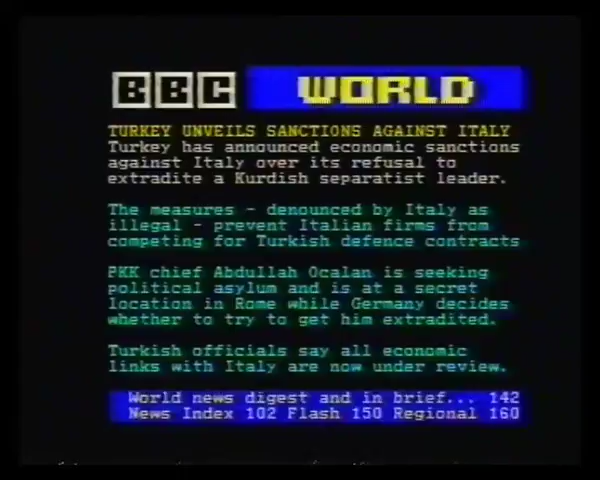 BBC WORLD
TURKEY UNVEILS SANCTIONS AGAINST ITALY
Turkey has announced economic sanctions
against Italy over its refusal to
extradite a Kurdish separatist leader.
The measures - denounced by Italy as
illegal - prevent Italian firms from
competing for Turkish defence contracts
PKK chief Abdullah Ocalan is seeking
political asylum and is at a secret
location in Rome while Germany decides
whether to try to get him extradited.
Turkish officials say all economic
links with Italy are now under review.
World news digest and in brief... 142
News Index 102 Flash 150 Regional 160